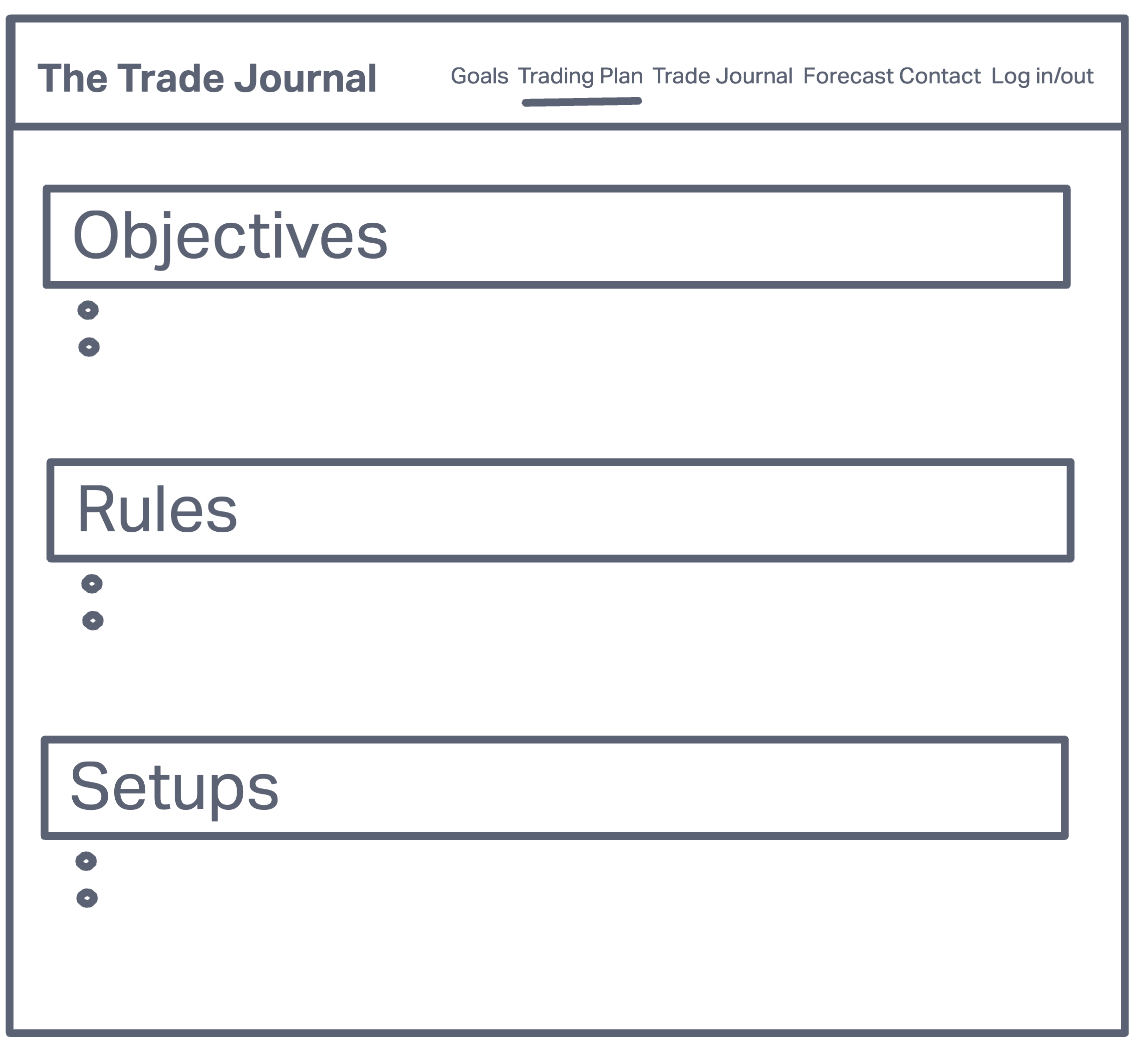 The Trade Journal
Goals Trading Plan Trade Journal Forecast Contact Log in/out
Objectives
Rules
Setups